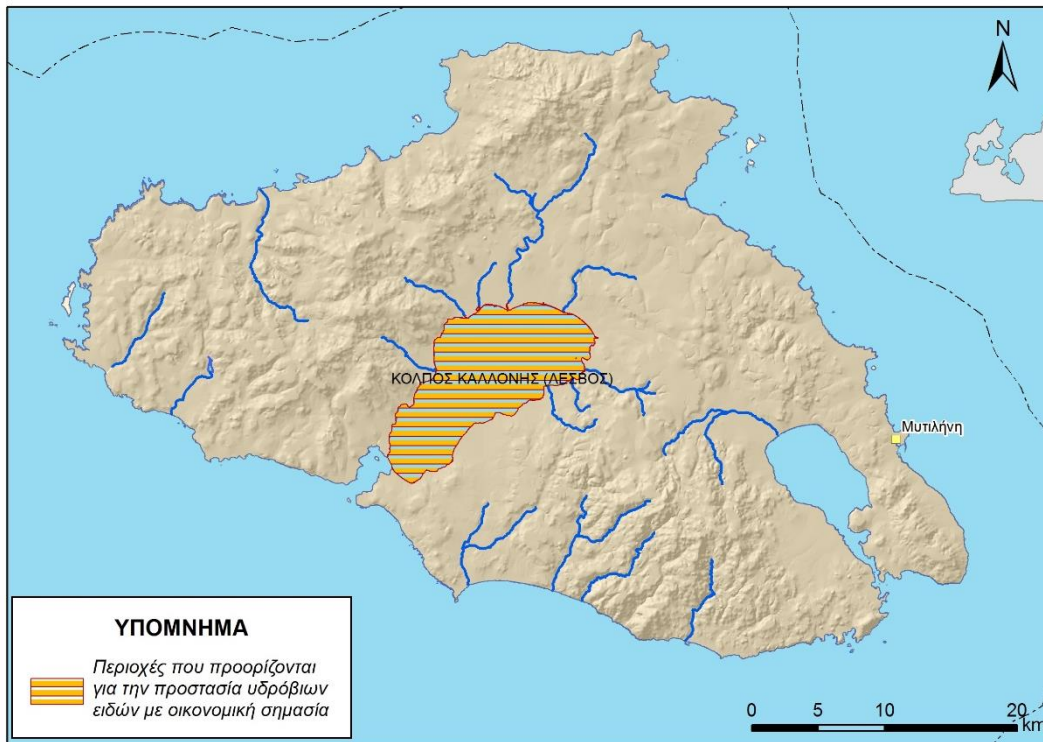 N
ΚΟΛΠΟΣ ΚΑΛΛΟΝΗΣ (ΛΕΣΒΟΣ)
Μυτιλήνη
ΥΠΟΜΝΗΜΑ
Περιοχές που προορίζονται
για την προστασία υδρόβιων
ειδών με οικονομική σημασία
0 5 10 20
km